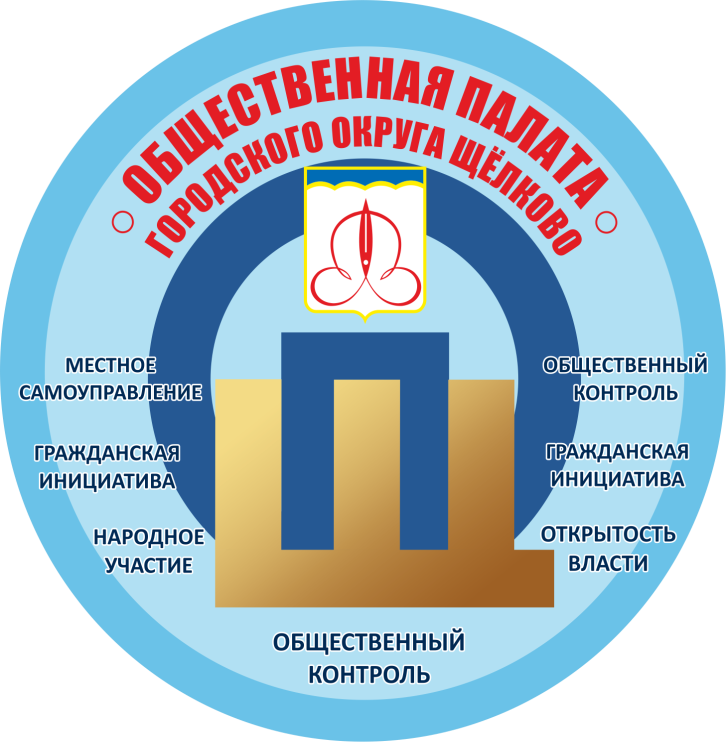 ОБЩЕСТВЕННАЯ ПАЛАТА
ГОРОДСКОГО ОКРУГА ЩЁЛКОВО
МЕСТНОЕ
САМОУПРАВЛЕНИЕ
ГРАЖДАНСКАЯ
ИНИЦИАТИВА
НАРОДНОЕ
УЧАСТИЕ
ОБЩЕСТВЕННЫЙ
КОНТРОЛЬ
ГРАЖДАНСКАЯ
ИНИЦИАТИВА
ОТКРЫТОСТЬ
ВЛАСТИ
ОБЩЕСТВЕННЫЙ
КОНТРОЛЬ